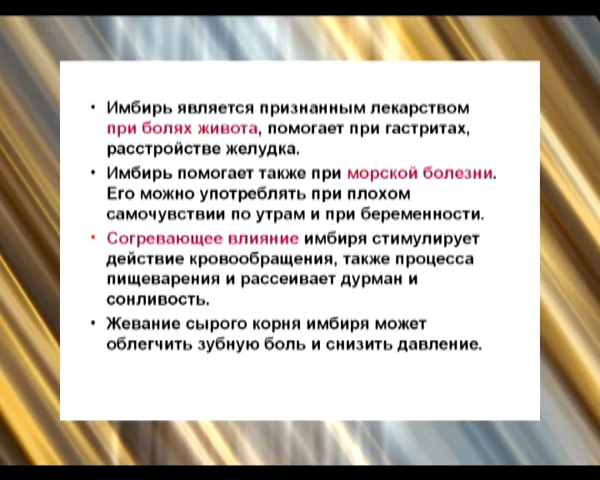 • Имбирь является признанным лекарством
при болях живота, помогает при гастритах,
расстройстве желудка.
• Имбирь помогает также при морской болезни.
Его можно употреблять при плохом
самочувствии по утрам и при беременности.
• Согревающее влияние имбиря стимулирует
действие кровообращения, также процесса
пищеварения и рассеивает дурман и
сонливость.
• Жевание сырого корня имбиря может
облегчить зубную боль и снизить давление.